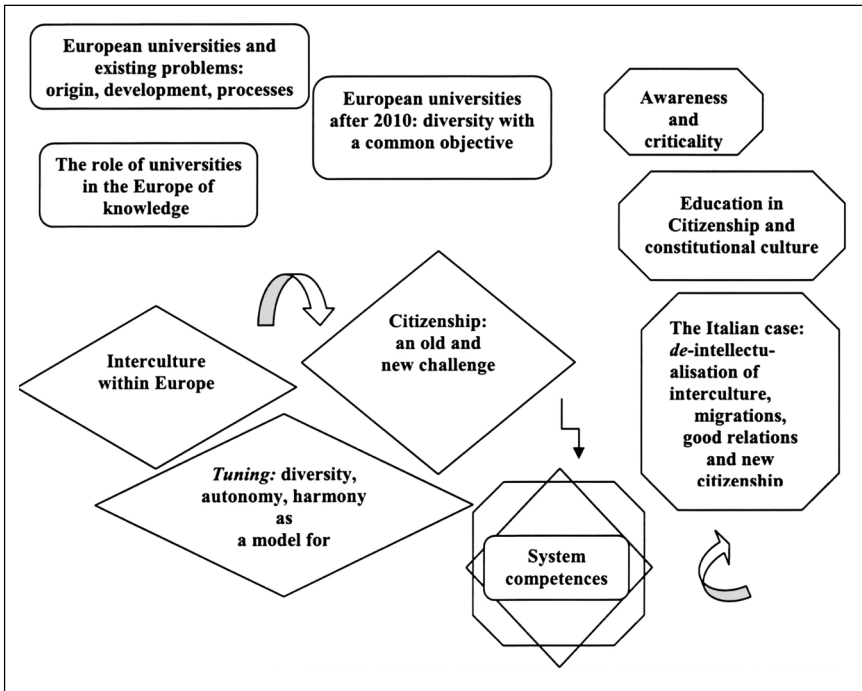 European universities and
existing problems:
origin, development, processes
European universities
after 2010: diversity with
a common objective
Awareness
and
criticality
The role of universities
in the Europe of
knowledge
Education in
Citizenship and
constitutional culture
Citizenship:
an old and
new challenge
The Italian case:
de-intellectu-
alisation of
interculture,
migrations,
good relations
and new
citizenship
Interculture
within Europe
Tuning: diversity,
autonomy, harmony
as
a model for
System
competences